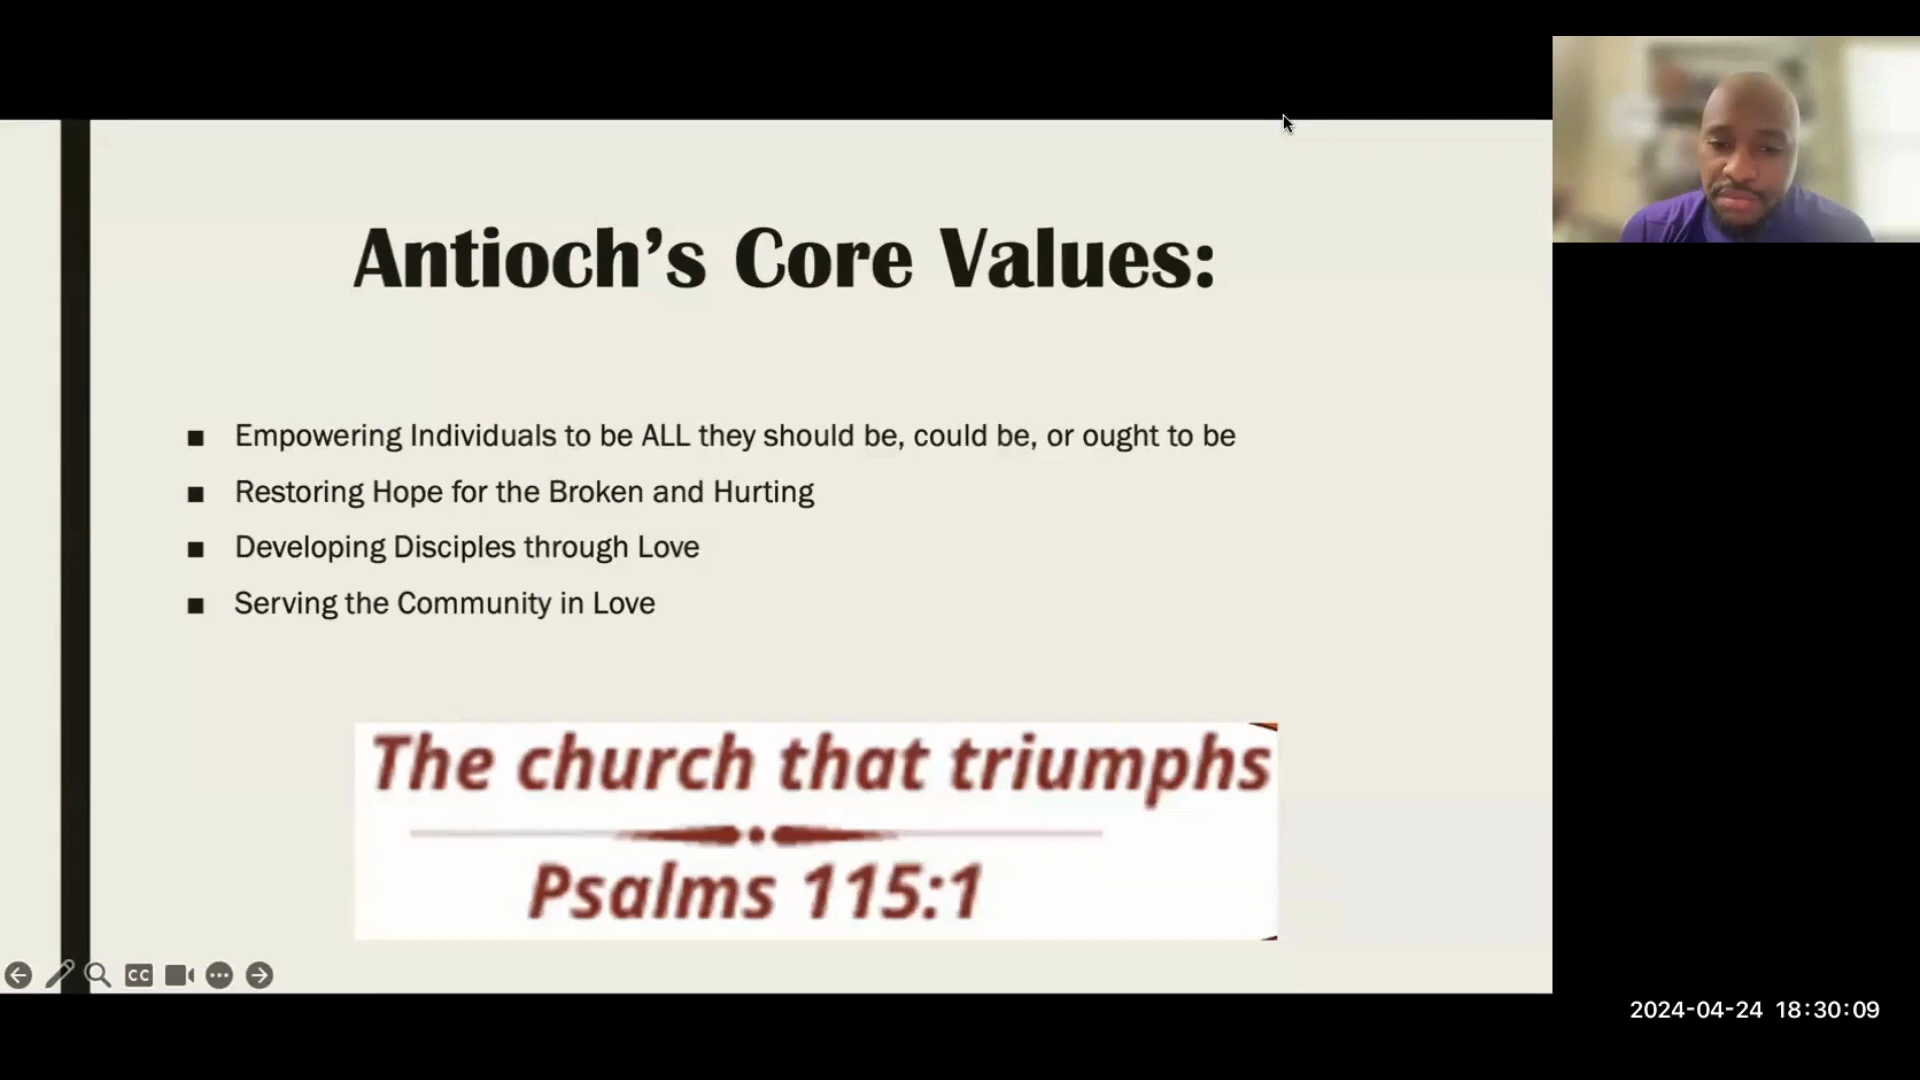 Antioch’s Core Values:
■ Empowering Individuals to be ALL they should be, could be, or ought to be
■ Restoring Hope for the Broken and Hurting
■ Developing Disciples through Love
■ Serving the Community in Love
The church that triumphs
Psalms 115:1
CC
2024-04-24 18:30:09